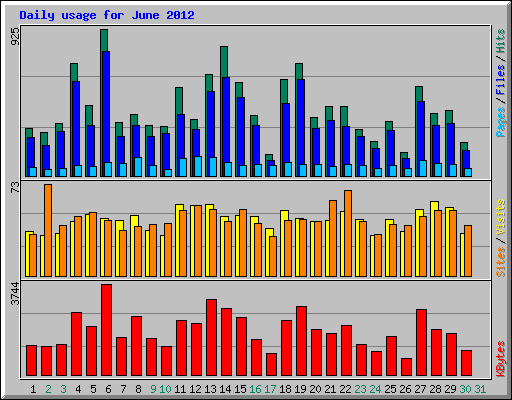 Daily usage for June 2012
925
Pages / Files / Hits
73
Sites / Visits
3744
KBytes
1 2 3 4 5 6 7 8 9 10 11 12 13 14 15 16 17 18 19 20 21 22 23 24 25 26 27 28 29 30 31